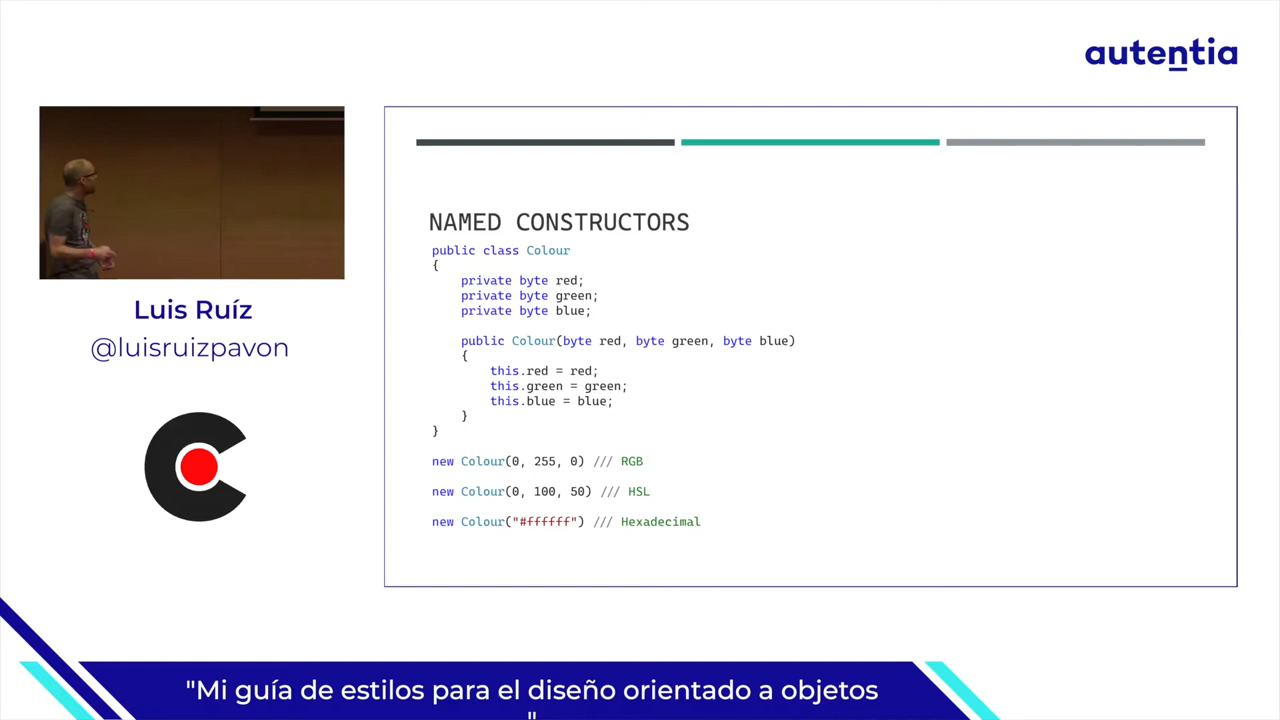 autentia
NAMED CONSTRUCTORS
public class Colour
{
    private byte red;
    private byte green;
    private byte blue;
    public Colour(byte red, byte green, byte blue)
    {
        this.red = red;
        this.green = green;
        this.blue = blue;
    }
}
new Colour(0, 255, 0) /// RGB
new Colour(0, 100, 50) /// HSL
new Colour("#ffffff") /// Hexadecimal
Luis Ruíz
@luisruizpavon
"Mi guía de estilos para el diseño orientado a objetos
"